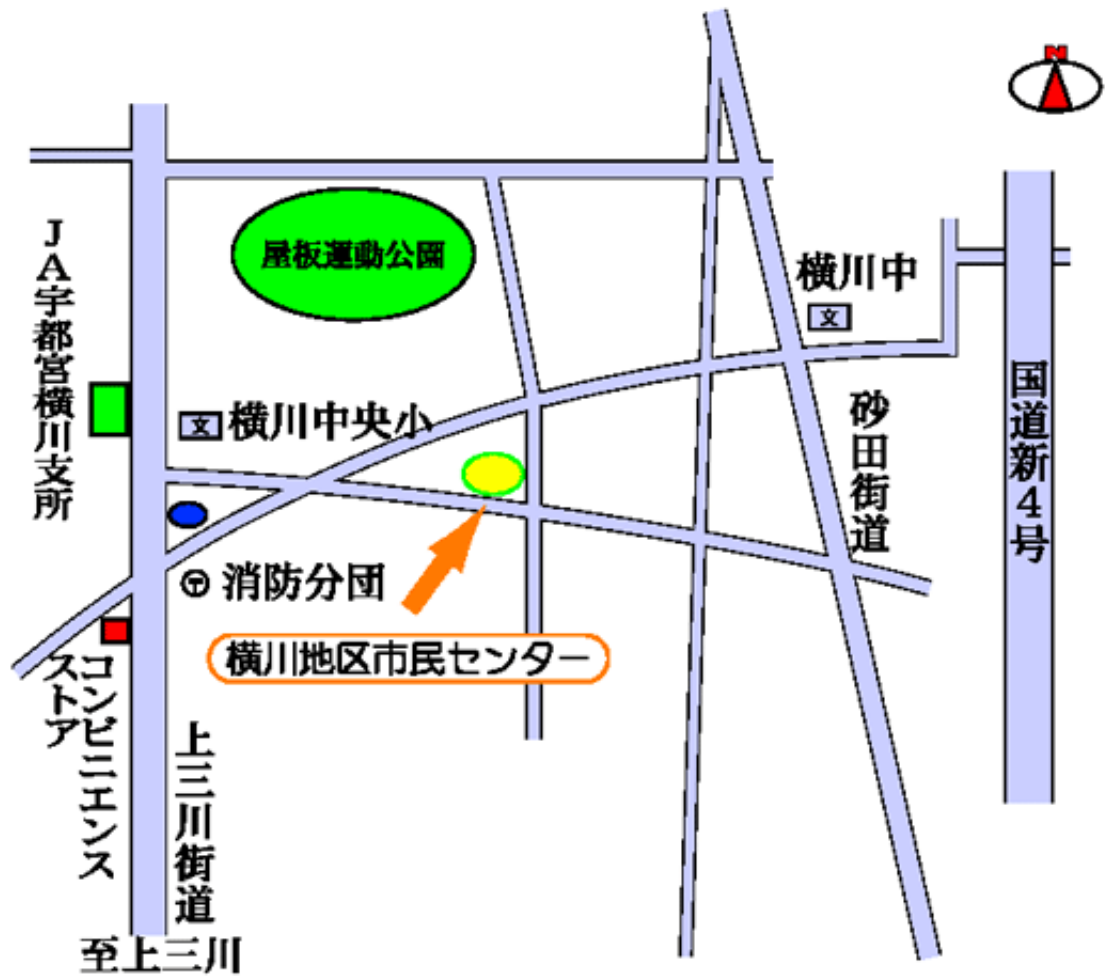 N
屋板運動公園
横川中
文
JA宇都宮横川支所
国道新4号
砂田街道
文
横川中央小
〒
消防分団
横川地区市民センター
コンビニエンス
ストア
上三川街道
至上三川